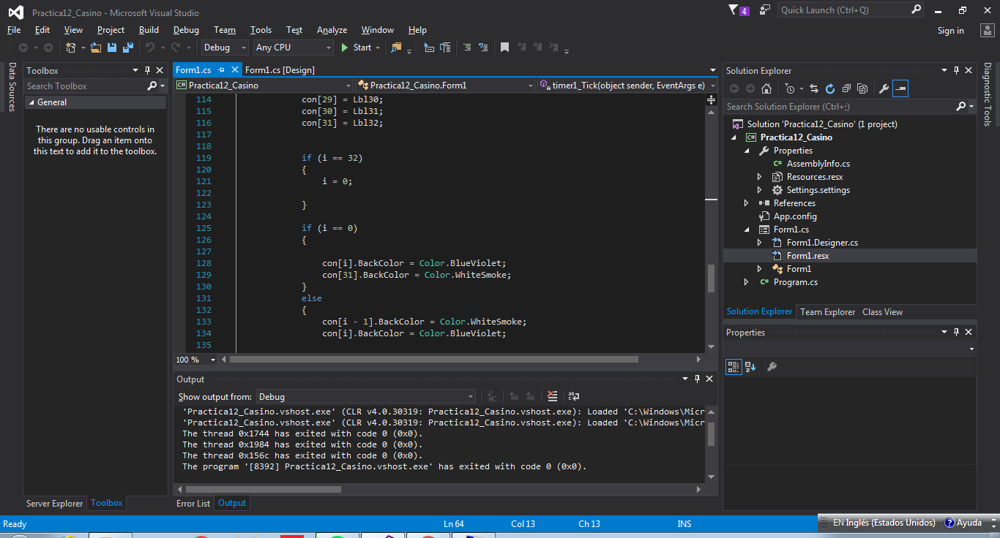 Practica12_Casino - Microsoft Visual Studio
4
Quick Launch (Ctrl+Q)
File Edit View Project Build Debug Team Tools Test Analyze Window Help
Sign in
Debug Any CPU Start
Data Sources
Toolbox
Search Toolbox
General
There are no usable controls in
this group. Drag an item onto
this text to add it to the toolbox.
Server Explorer Toolbox
Form1.cs Form1.cs [Design]
Practica12_Casino Practica12_Casino.Form1 timer1_Tick(object sender, EventArgs e)
114 con[29] = Lbl30;
115 con[30] = Lbl31;
116 con[31] = Lbl32;
117
118
119 if (i == 32)
120 {
121 i = 0;
122
123 }
124
125 if (i == 0)
126 {
127
128 con[i].BackColor = Color.BlueViolet;
129 con[31].BackColor = Color.WhiteSmoke;
130 }
131 else
132 {
133 con[i - 1].BackColor = Color.WhiteSmoke;
134 con[i].BackColor = Color.BlueViolet;
135
100 %
Output
Show output from: Debug
'Practica12_Casino.vshost.exe' (CLR v4.0.30319: Practica12_Casino.vshost.exe): Loaded 'C:\Windows\Micr
'Practica12_Casino.vshost.exe' (CLR v4.0.30319: Practica12_Casino.vshost.exe): Loaded 'C:\Windows\Micr
The thread 0x1744 has exited with code 0 (0x0).
The thread 0x1984 has exited with code 0 (0x0).
The thread 0x156c has exited with code 0 (0x0).
The program '[8392] Practica12_Casino.vshost.exe' has exited with code 0 (0x0).
Error List Output
Solution Explorer
Search Solution Explorer (Ctrl+;)
Solution 'Practica12_Casino' (1 project)
C# Practica12_Casino
Properties
C# AssemblyInfo.cs
Resources.resx
Settings.settings
References
App.config
Form1.cs
Form1.Designer.cs
Form1.resx
Form1
C# Program.cs
Solution Explorer Team Explorer Class View
Properties
Diagnostic Tools
Ready Ln 64 Col 13 Ch 13 INS
EN Inglés (Estados Unidos) Ayuda